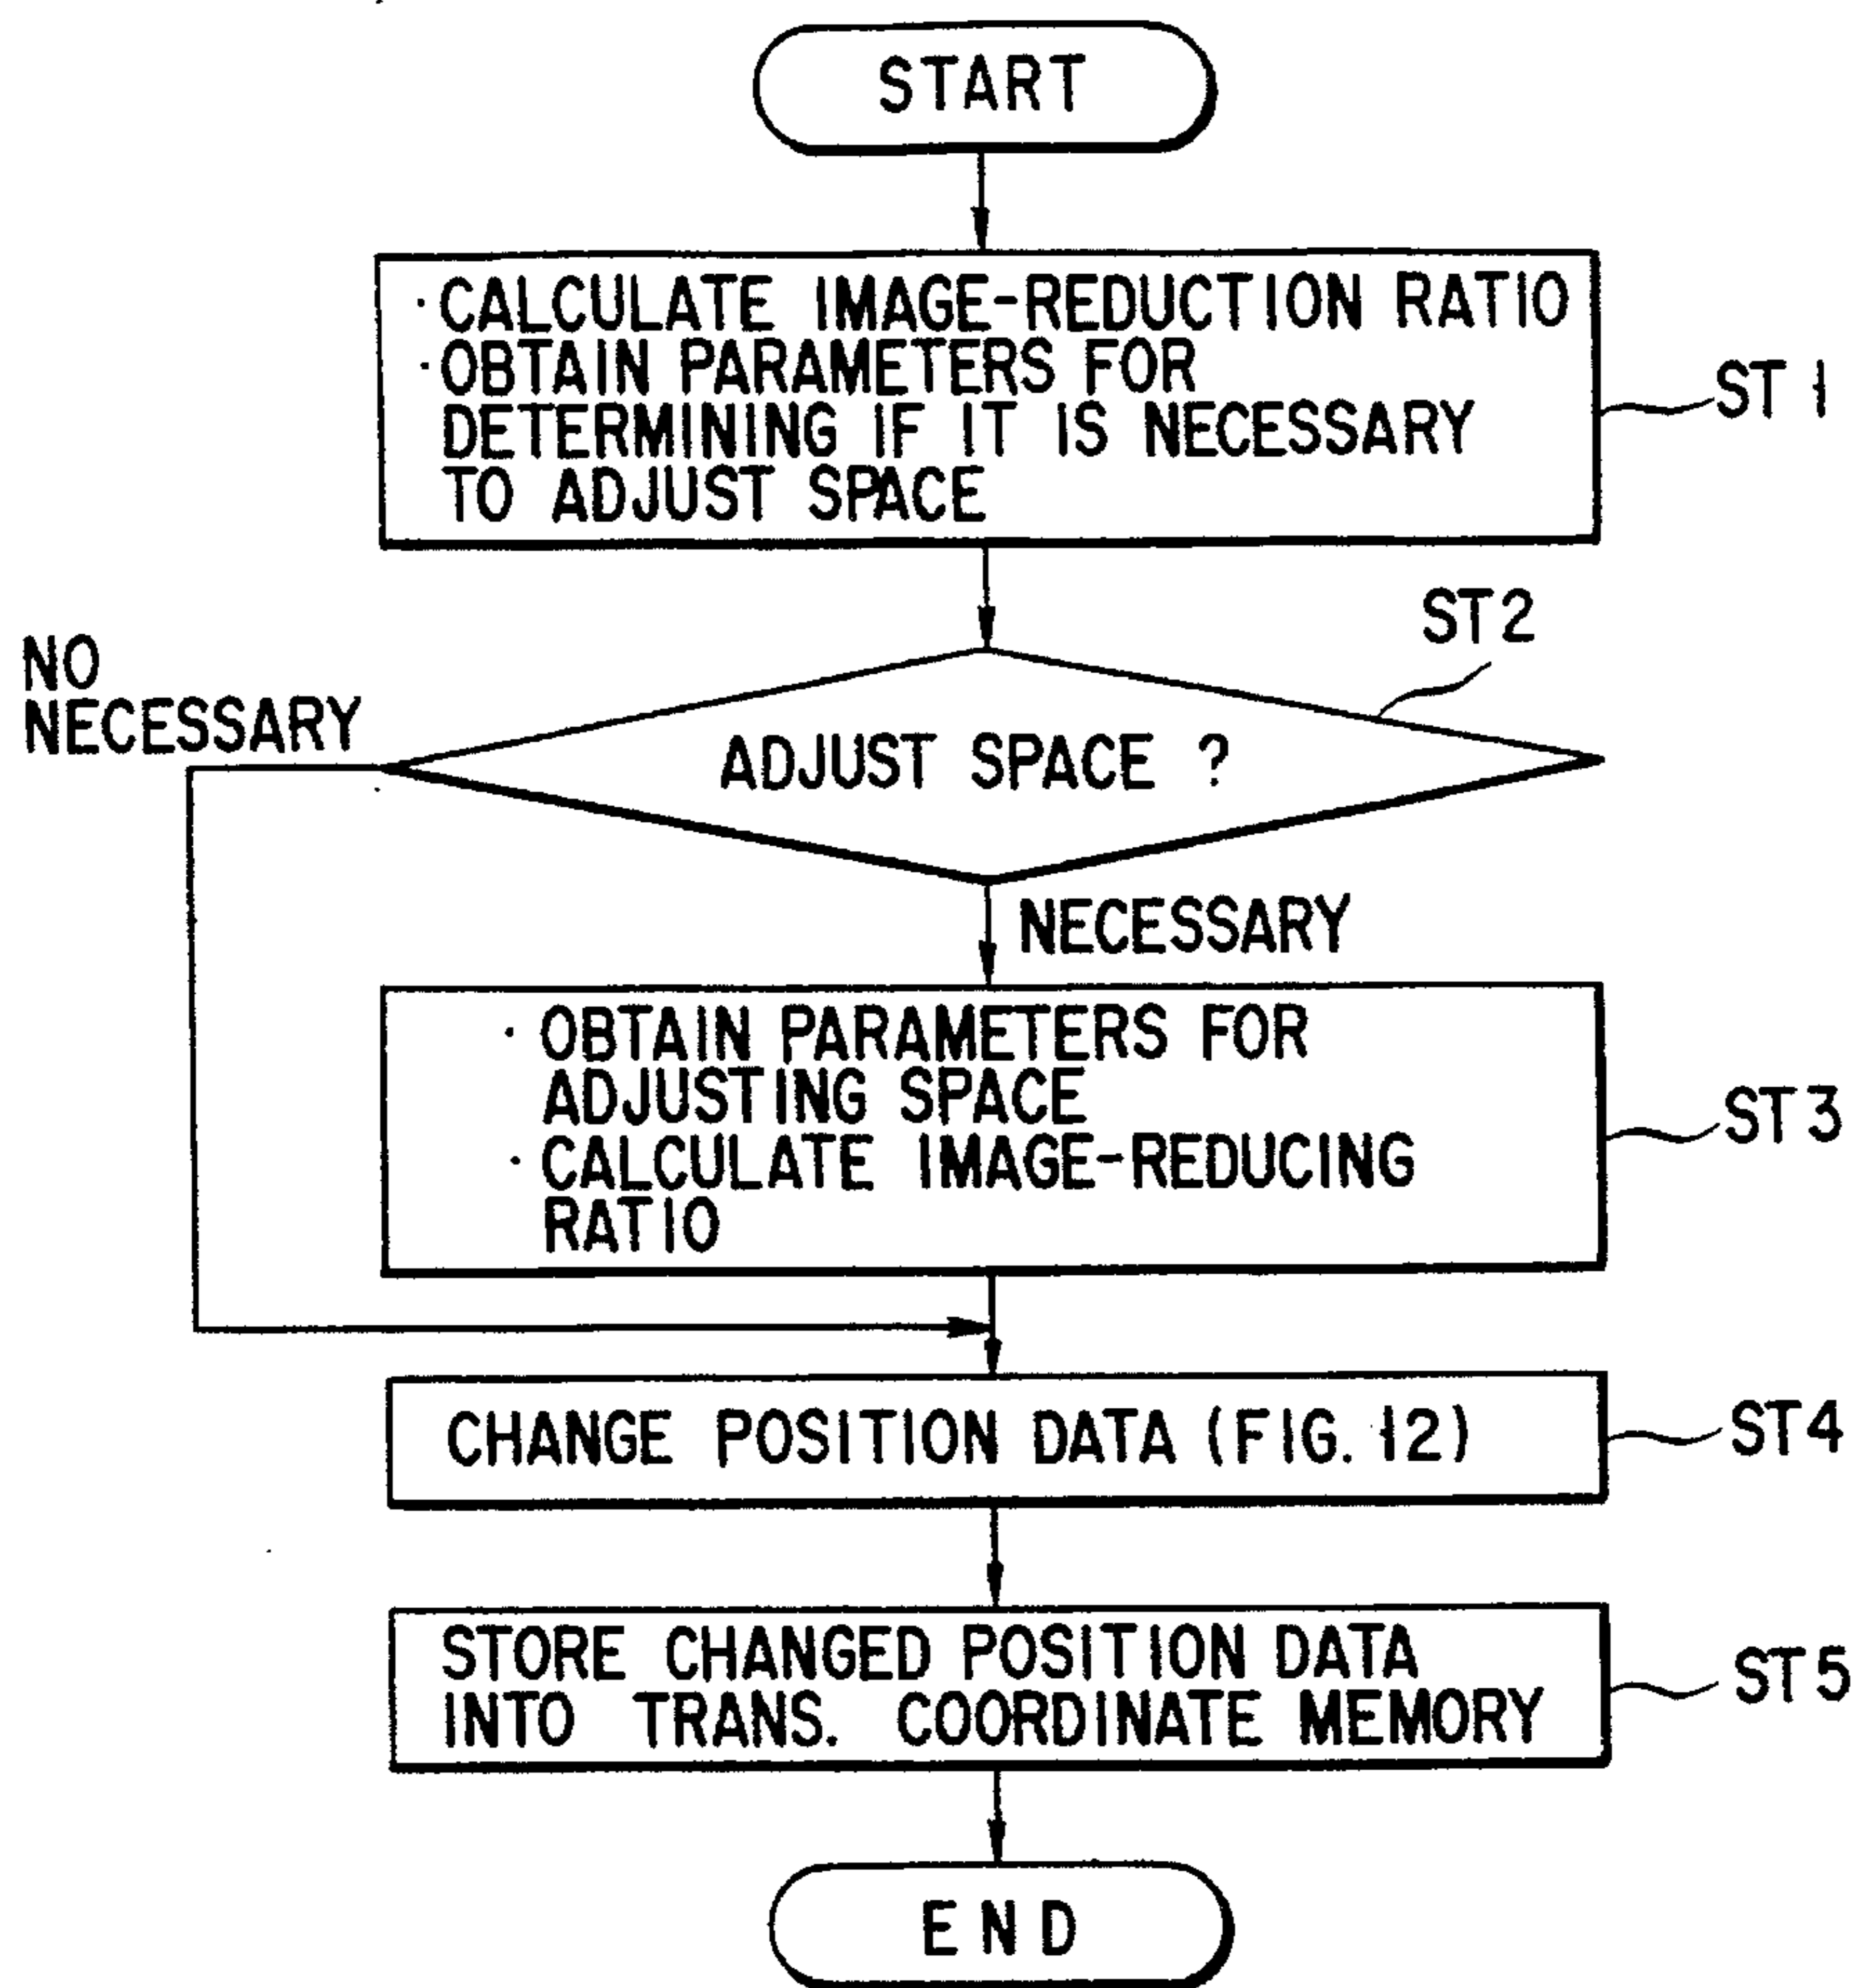 START
· CALCULATE IMAGE-REDUCTION RATIO
· OBTAIN PARAMETERS FOR
DETERMINING IF IT IS NECESSARY
TO ADJUST SPACE
ST 1
ST2
NO
NECESSARY
ADJUST SPACE ?
NECESSARY
· OBTAIN PARAMETERS FOR
ADJUSTING SPACE
· CALCULATE IMAGE-REDUCING
RATIO
ST3
CHANGE POSITION DATA (FIG. 12)
ST4
STORE CHANGED POSITION DATA
INTO TRANS. COORDINATE MEMORY
ST5
END